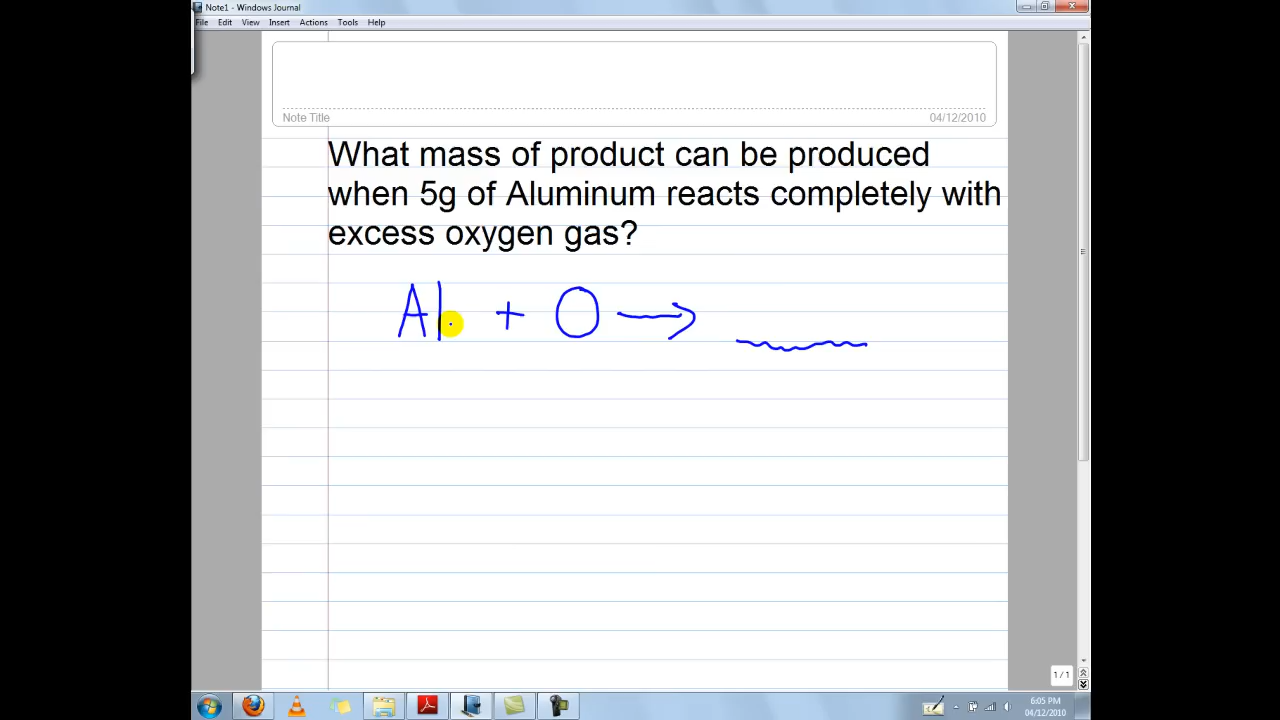 Note1 - Windows Journal
File Edit View Insert Actions Tools Help
Note Title 04/12/2010
What mass of product can be produced
when 5g of Aluminum reacts completely with
excess oxygen gas?
Al + O →
1 / 1
6:05 PM
04/12/2010